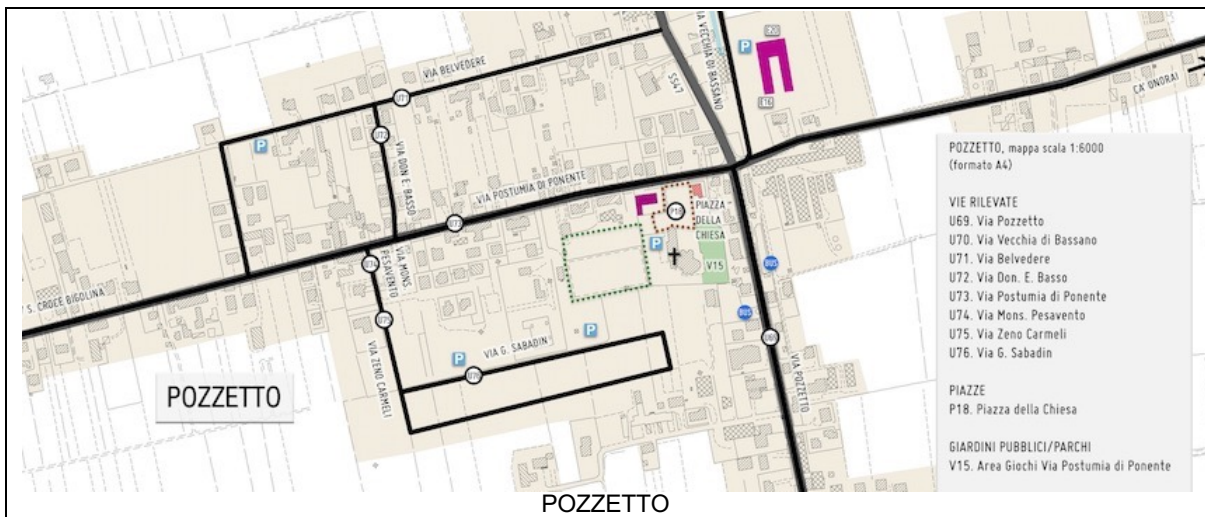 VIA BELVEDERE
U71
U72
VIA DON E. BASSO
SS47
VIA VECCHIA DI BASSANO
P
E20
E16
CA' ONORAI
P
VIA POSTUMIA DI PONENTE
U73
P18
PIAZZA
DELLA
CHIESA
P
V15
BUS
BUS
U69
VIA POZZETTO
S. CROCE BIGOLINA
U74
VIA MONS.
PESAVENTO
U75
VIA ZENO CARMELI
P
VIA G. SABADIN
P
U76
POZZETTO
POZZETTO, mappa scala 1:6000
(formato A4)
VIE RILEVATE
U69. Via Pozzetto
U70. Via Vecchia di Bassano
U71. Via Belvedere
U72. Via Don. E. Basso
U73. Via Postumia di Ponente
U74. Via Mons. Pesavento
U75. Via Zeno Carmeli
U76. Via G. Sabadin
PIAZZE
P18. Piazza della Chiesa
GIARDINI PUBBLICI/PARCHI
V15. Area Giochi Via Postumia di Ponente
POZZETTO